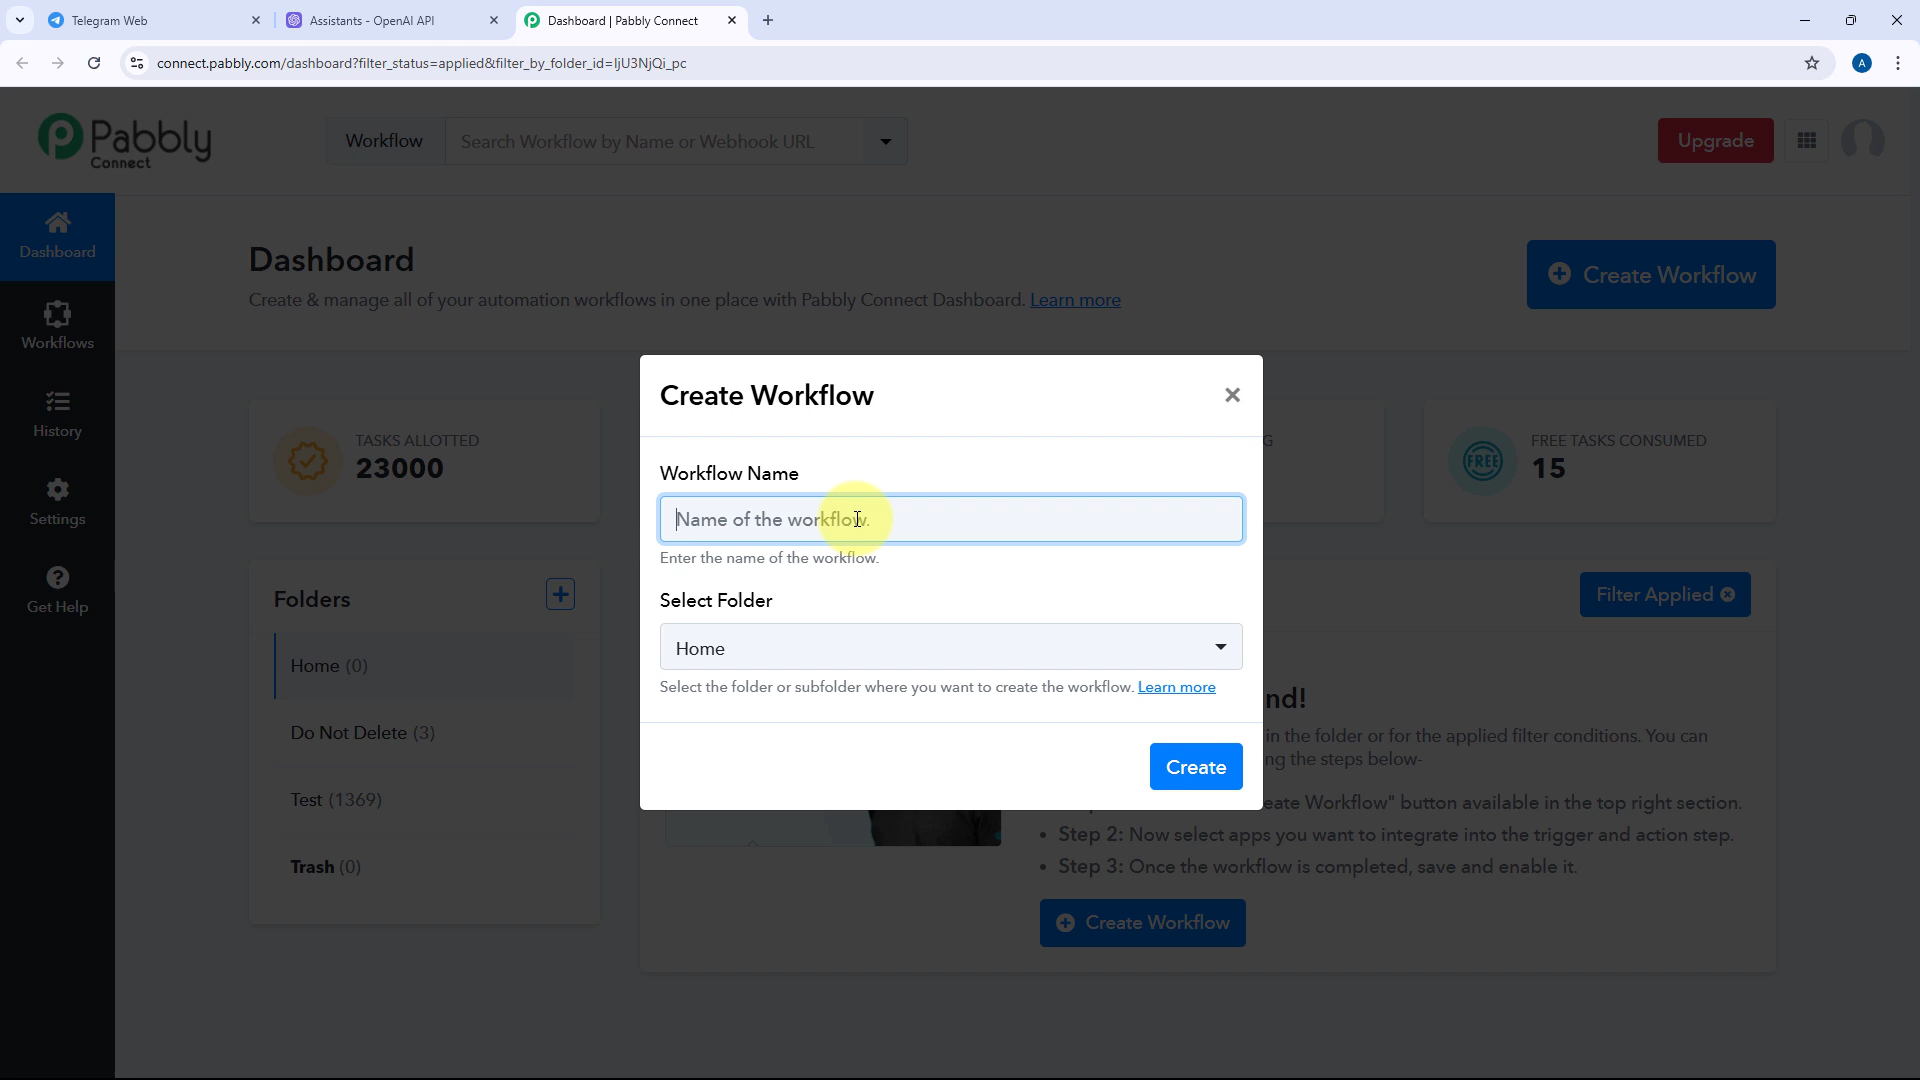 Telegram Web
Assistants - OpenAI API
Dashboard | Pabbly Connect
connect.pabbly.com/dashboard?filter_status=applied&filter_by_folder_id=IjU3NjQi_pc
A
Pabbly
Connect
Workflow
Search Workflow by Name or Webhook URL
Upgrade
Dashboard
Workflows
History
Settings
Get Help
Dashboard
Create & manage all of your automation workflows in one place with Pabbly Connect Dashboard. Learn more
Create Workflow
TASKS ALLOTTED
23000
G
FREE
FREE TASKS CONSUMED
15
Folders
Home (0)
Do Not Delete (3)
Test (1369)
Trash (0)
Create Workflow
Workflow Name
Name of the workflow.
Enter the name of the workflow.
Select Folder
Home
Select the folder or subfolder where you want to create the workflow. Learn more
Create
Filter Applied
nd!
in the folder or for the applied filter conditions. You can
ng the steps below-
eate Workflow" button available in the top right section.
Step 2: Now select apps you want to integrate into the trigger and action step.
Step 3: Once the workflow is completed, save and enable it.
Create Workflow